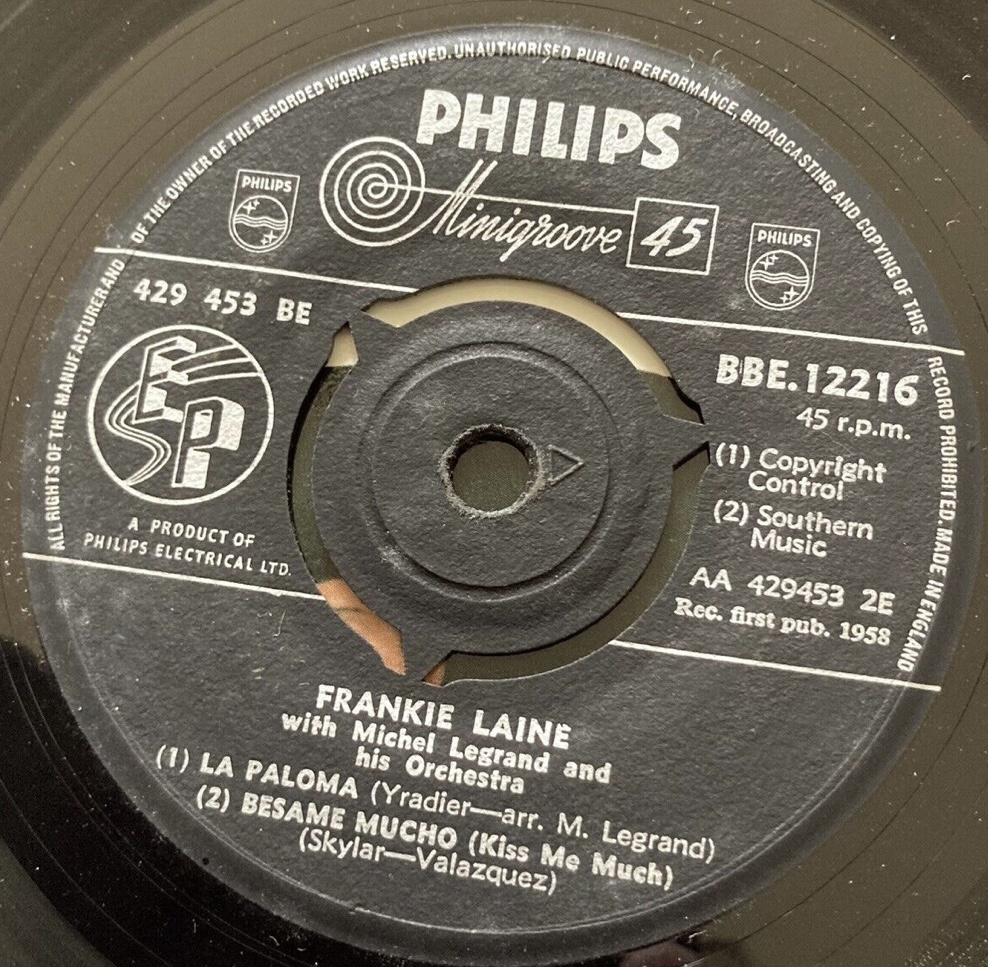 ALL RIGHTS OF THE MANUFACTURER AND OF THE OWNER OF THE RECORDED WORK RESERVED. UNAUTHORISED PUBLIC PERFORMANCE, BROADCASTING AND COPYING OF THIS RECORD PROHIBITED. MADE IN ENGLAND
PHILIPS
Minigroove 45
PHILIPS
PHILIPS
429 453 BE
EP
A PRODUCT OF
PHILIPS ELECTRICAL LTD.
BBE.12216
45 r.p.m.
(1) Copyright
Control
(2) Southern
Music
AA 429453 2E
Rec. first pub. 1958
FRANKIE LAINE
with Michel Legrand and
his Orchestra
(1) LA PALOMA (Yradier—arr. M. Legrand)
(2) BESAME MUCHO (Kiss Me Much)
(Skylar—Valazquez)